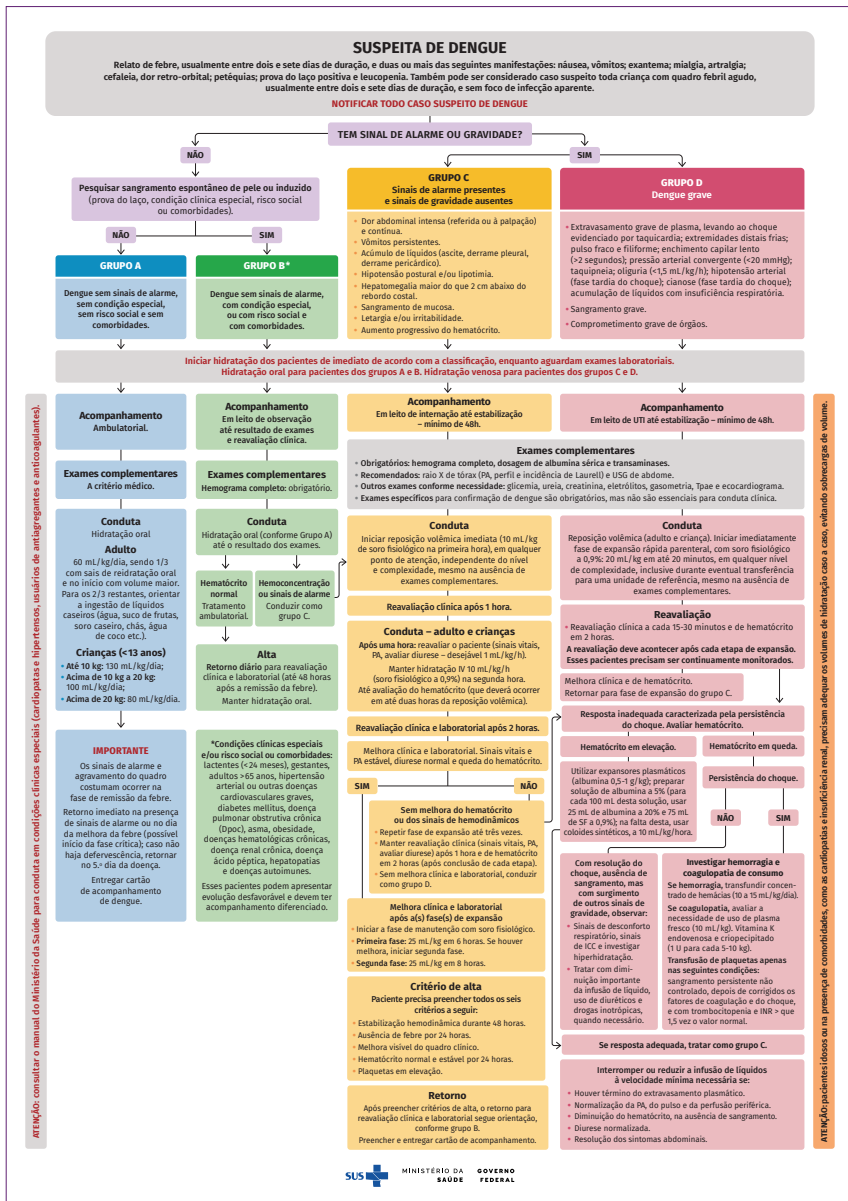 SUSPEITA DE DENGUE
Relato de febre, usualmente entre dois e sete dias de duração, e duas ou mais das seguintes manifestações: náusea, vômitos; exantema; mialgia, artralgia;
cefaleia, dor retro-orbital; petéquias; prova do laço positiva e leucopenia. Também pode ser considerado caso suspeito toda criança com quadro febril agudo,
usualmente entre dois e sete dias de duração, e sem foco de infecção aparente.
NOTIFICAR TODO CASO SUSPEITO DE DENGUE
TEM SINAL DE ALARME OU GRAVIDADE?
NÃO
SIM
Pesquisar sangramento espontâneo de pele ou induzido
(prova do laço, condição clínica especial, risco social
ou comorbidades).
NÃO
SIM
GRUPO A
Dengue sem sinais de alarme,
sem condição especial,
sem risco social e sem
comorbidades.
GRUPO B*
Dengue sem sinais de alarme,
com condição especial,
ou com risco social e
com comorbidades.
GRUPO C
Sinais de alarme presentes
e sinais de gravidade ausentes
• Dor abdominal intensa (referida ou à palpação)
e contínua.
• Vômitos persistentes.
• Acúmulo de líquidos (ascite, derrame pleural,
derrame pericárdico).
• Hipotensão postural e/ou lipotimia.
• Hepatomegalia maior do que 2 cm abaixo do
rebordo costal.
• Sangramento de mucosa.
• Letargia e/ou irritabilidade.
• Aumento progressivo do hematócrito.
GRUPO D
Dengue grave
• Extravasamento grave de plasma, levando ao choque
evidenciado por taquicardia; extremidades distais frias;
pulso fraco e filiforme; enchimento capilar lento
(>2 segundos); pressão arterial convergente (<20 mmHg);
taquipneia; oliguria (<1,5 mL/kg/h); hipotensão arterial
(fase tardia do choque); cianose (fase tardia do choque);
acumulação de líquidos com insuficiência respiratória.
• Sangramento grave.
• Comprometimento grave de órgãos.
Iniciar hidratação dos pacientes de imediato de acordo com a classificação, enquanto aguardam exames laboratoriais.
Hidratação oral para pacientes dos grupos A e B. Hidratação venosa para pacientes dos grupos C e D.
ATENÇÃO: consultar o manual do Ministério da Saúde para conduta em condições clínicas especiais (cardiopatas e hipertensos, usuários de antiagregantes e anticoagulantes).
Acompanhamento
Ambulatorial.
Exames complementares
A critério médico.
Conduta
Hidratação oral
Adulto
60 mL/kg/dia, sendo 1/3
com sais de reidratação oral
e no início com volume maior.
Para os 2/3 restantes, orientar
a ingestão de líquidos
caseiros (água, suco de frutas,
soro caseiro, chás, água
de coco etc.).
Crianças (<13 anos)
• Até 10 kg: 130 mL/kg/dia;
• Acima de 10 kg a 20 kg:
100 mL/kg/dia;
• Acima de 20 kg: 80 mL/kg/dia.
IMPORTANTE
Os sinais de alarme e
agravamento do quadro
costumam ocorrer na
fase de remissão da febre.
Retorno imediato na presença
de sinais de alarme ou no dia
da melhora da febre (possível
início da fase crítica); caso não
haja defervescência, retornar
no 5.º dia da doença.
Entregar cartão
de acompanhamento
de dengue.
Acompanhamento
Em leito de observação
até resultado de exames
e reavaliação clínica.
Exames complementares
Hemograma completo: obrigatório.
Conduta
Hidratação oral (conforme Grupo A)
até o resultado dos exames.
Hematócrito
normal
Tratamento
ambulatorial.
Hemoconcentração
ou sinais de alarme
Conduzir como
grupo C.
Alta
Retorno diário para reavaliação
clínica e laboratorial (até 48 horas
após a remissão da febre).
Manter hidratação oral.
*Condições clínicas especiais
e/ou risco social ou comorbidades:
lactentes (<24 meses), gestantes,
adultos >65 anos, hipertensão
arterial ou outras doenças
cardiovasculares graves,
diabetes mellitus, doença
pulmonar obstrutiva crônica
(Dpoc), asma, obesidade,
doenças hematológicas crônicas,
doença renal crônica, doença
ácido péptica, hepatopatias
e doenças autoimunes.
Esses pacientes podem apresentar
evolução desfavorável e devem ter
acompanhamento diferenciado.
Acompanhamento
Em leito de internação até estabilização
– mínimo de 48h.
Acompanhamento
Em leito de UTI até estabilização – mínimo de 48h.
Exames complementares
• Obrigatórios: hemograma completo, dosagem de albumina sérica e transaminases.
• Recomendados: raio X de tórax (PA, perfil e incidência de Laurell) e USG de abdome.
• Outros exames conforme necessidade: glicemia, ureia, creatinina, eletrólitos, gasometria, Tpae e ecocardiograma.
• Exames específicos para confirmação de dengue são obrigatórios, mas não são essenciais para conduta clínica.
Conduta
Iniciar reposição volêmica imediata (10 mL/kg
de soro fisiológico na primeira hora), em qualquer
ponto de atenção, independente do nível
e complexidade, mesmo na ausência de
exames complementares.
Reavaliação clínica após 1 hora.
Conduta – adulto e crianças
Após uma hora: reavaliar o paciente (sinais vitais,
PA, avaliar diurese – desejável 1 mL/kg/h).
Manter hidratação IV 10 mL/kg/h
(soro fisiológico a 0,9%) na segunda hora.
Até avaliação do hematócrito (que deverá ocorrer
em até duas horas da reposição volêmica).
Reavaliação clínica e laboratorial após 2 horas.
Melhora clínica e laboratorial. Sinais vitais e
PA estável, diurese normal e queda do hematócrito.
SIM
NÃO
Sem melhora do hematócrito
ou dos sinais de hemodinâmicos
• Repetir fase de expansão até três vezes.
• Manter reavaliação clínica (sinais vitais, PA,
avaliar diurese) após 1 hora e de hematócrito
em 2 horas (após conclusão de cada etapa).
• Sem melhora clínica e laboratorial, conduzir
como grupo D.
Melhora clínica e laboratorial
após a(s) fase(s) de expansão
• Iniciar a fase de manutenção com soro fisiológico.
• Primeira fase: 25 mL/kg em 6 horas. Se houver
melhora, iniciar segunda fase.
• Segunda fase: 25 mL/kg em 8 horas.
Critério de alta
Paciente precisa preencher todos os seis
critérios a seguir:
• Estabilização hemodinâmica durante 48 horas.
• Ausência de febre por 24 horas.
• Melhora visível do quadro clínico.
• Hematócrito normal e estável por 24 horas.
• Plaquetas em elevação.
Retorno
Após preencher critérios de alta, o retorno para
reavaliação clínica e laboratorial segue orientação,
conforme grupo B.
Preencher e entregar cartão de acompanhamento.
Conduta
Reposição volêmica (adulto e criança). Iniciar imediatamente
fase de expansão rápida parenteral, com soro fisiológico
a 0,9%: 20 mL/kg em até 20 minutos, em qualquer nível
de complexidade, inclusive durante eventual transferência
para uma unidade de referência, mesmo na ausência de
exames complementares.
Reavaliação
• Reavaliação clínica a cada 15-30 minutos e de hematócrito
em 2 horas.
A reavaliação deve acontecer após cada etapa de expansão.
Esses pacientes precisam ser continuamente monitorados.
Melhora clínica e de hematócrito.
Retornar para fase de expansão do grupo C.
Resposta inadequada caracterizada pela persistência
do choque. Avaliar hematócrito.
Hematócrito em elevação.
Hematócrito em queda.
Utilizar expansores plasmáticos
(albumina 0,5-1 g/kg); preparar
solução de albumina a 5% (para
cada 100 mL desta solução, usar
25 mL de albumina a 20% e 75 mL
de SF a 0,9%); na falta desta, usar
coloides sintéticos, a 10 mL/kg/hora.
Persistência do choque.
NÃO
SIM
Com resolução do
choque, ausência de
sangramento, mas com
surgimento de outros sinais de
gravidade, observar:
• Sinais de desconforto
respiratório, sinais
de ICC e investigar
hiperhidratação.
• Tratar com dimi-
nuição importante
da infusão de líquido,
uso de diuréticos e
drogas inotrópicas,
quando necessário.
Investigar hemorragia e
coagulopatia de consumo
Se hemorragia, transfundir concen-
trado de hemácias (10 a 15 mL/kg/dia).
Se coagulopatia, avaliar a
necessidade de uso de plasma
fresco (10 mL/kg). Vitamina K
endovenosa e criopecipitado
(1 U para cada 5-10 kg).
Transfusão de plaquetas apenas
nas seguintes condições:
sangramento persistente não
controlado, depois de corrigidos os
fatores de coagulação e do choque,
e com trombocitopenia e INR > que
1,5 vez o valor normal.
Se resposta adequada, tratar como grupo C.
Interromper ou reduzir a infusão de líquidos
à velocidade mínima necessária se:
• Houver término do extravasamento plasmático.
• Normalização da PA, do pulso e da perfusão periférica.
• Diminuição do hematócrito, na ausência de sangramento.
• Diurese normalizada.
• Resolução dos sintomas abdominais.
ATENÇÃO: pacientes idosos ou na presença de comorbidades, como as cardiopatias e insuficiência renal, precisam adequar os volumes de hidratação caso a caso, evitando sobrecargas de volume.
SUS
MINISTÉRIO DA
SAÚDE
GOVERNO
FEDERAL